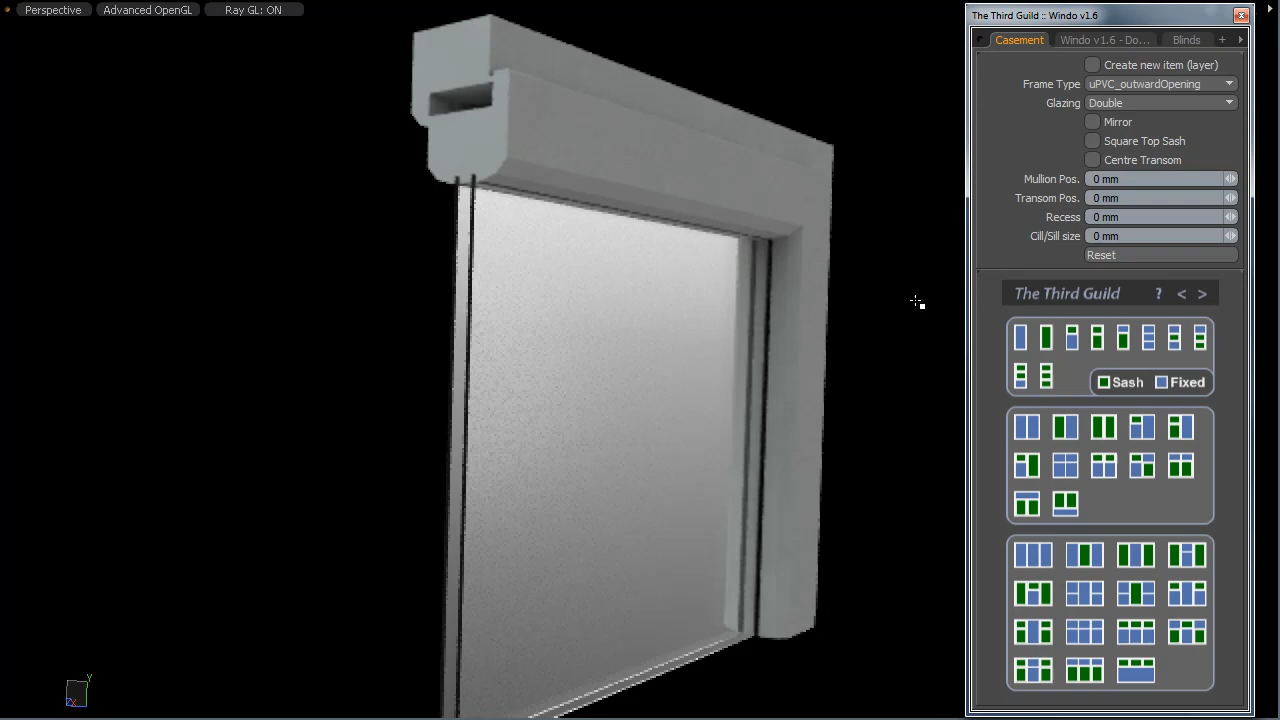 Perspective
Advanced OpenGL
Ray GL: ON
The Third Guild :: Windo v1.6
Casement
Windo v1.6 - Do...
Blinds
+
Create new item (layer)
Frame Type
uPVC_outwardOpening
Glazing
Double
Mirror
Square Top Sash
Centre Transom
Mullion Pos.
0 mm
Transom Pos.
0 mm
Recess
0 mm
Cill/Sill size
0 mm
Reset
The Third Guild ? < >
Sash
Fixed
Y
X